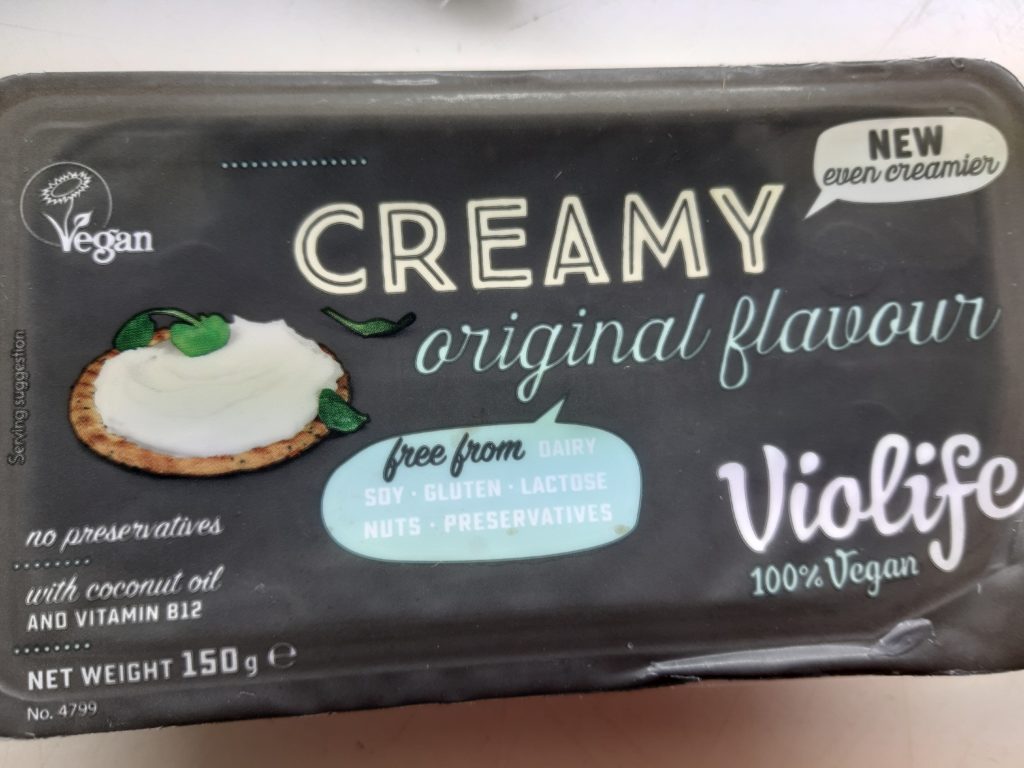 NEW
even creamier
Vegan
CREAMY
original flavour
Serving suggestion
free from DAIRY
SOY · GLUTEN · LACTOSE
NUTS · PRESERVATIVES
Violife
100% Vegan
no preservatives
with coconut oil
AND VITAMIN B12
NET WEIGHT 150 g ℮
No. 4799